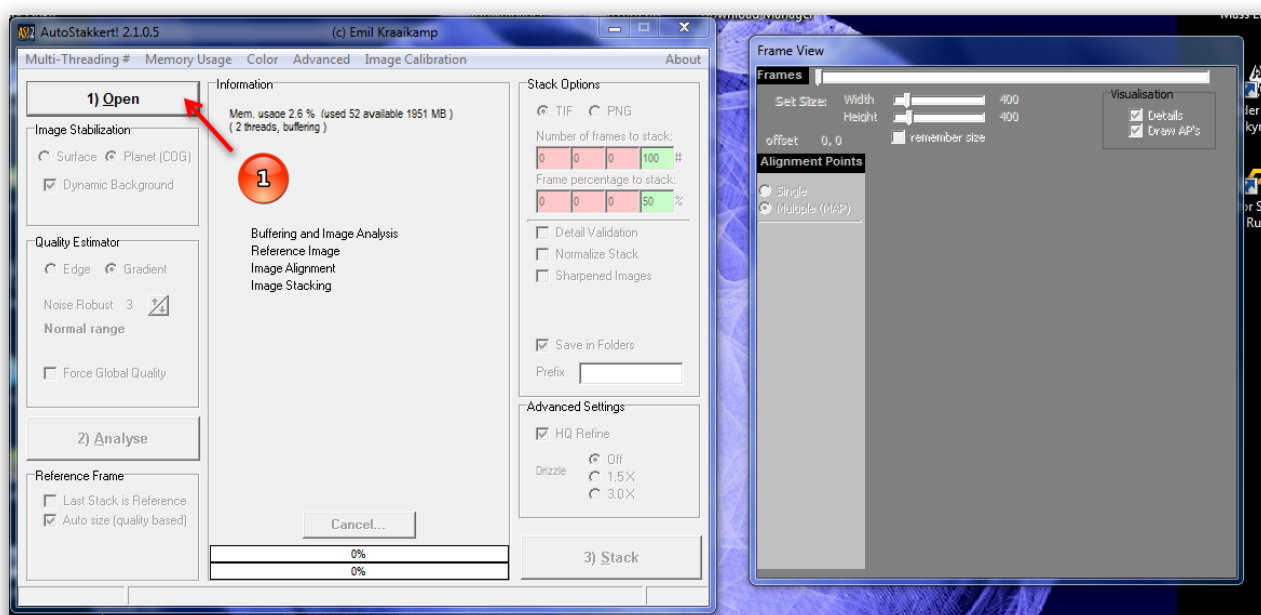 Download Manager
AutoStakkert! 2.1.0.5
(c) Emil Kraaikamp
Multi-Threading # Memory Usage Color Advanced Image Calibration About
1) Open
Image Stabilization
Surface Planet (COG)
Dynamic Background
Quality Estimator
Edge Gradient
Noise Robust 3
Normal range
Force Global Quality
2) Analyse
Reference Frame
Last Stack is Reference
Auto size (quality based)
Information
Mem. usage 2.6 % (used 52 available 1951 MB )
( 2 threads, buffering )
1
Buffering and Image Analysis
Reference Image
Image Alignment
Image Stacking
Cancel...
0%
0%
Stack Options
TIF PNG
Number of frames to stack:
0 0 0 100 #
Frame percentage to stack:
0 0 0 50 %
Detail Validation
Normalize Stack
Sharpened Images
Save in Folders
Prefix
Advanced Settings
HQ Refine
Drizzle
Off
1.5X
3.0X
3) Stack
Frame View
Frames
Set Size: Width 400
Height 400
offset 0, 0 remember size
Visualisation
Details
Draw AP's
Alignment Points
Single
Multiple (MAP)